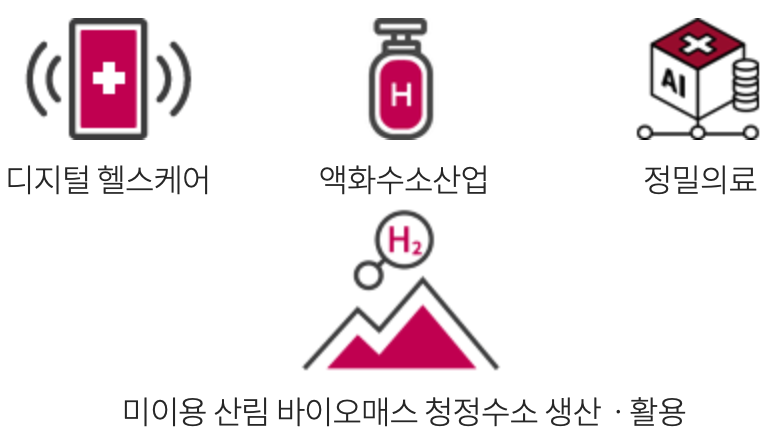 H
AI
디지털 헬스케어
액화수소산업
정밀의료
H₂
미이용 산림 바이오매스 청정수소 생산 · 활용